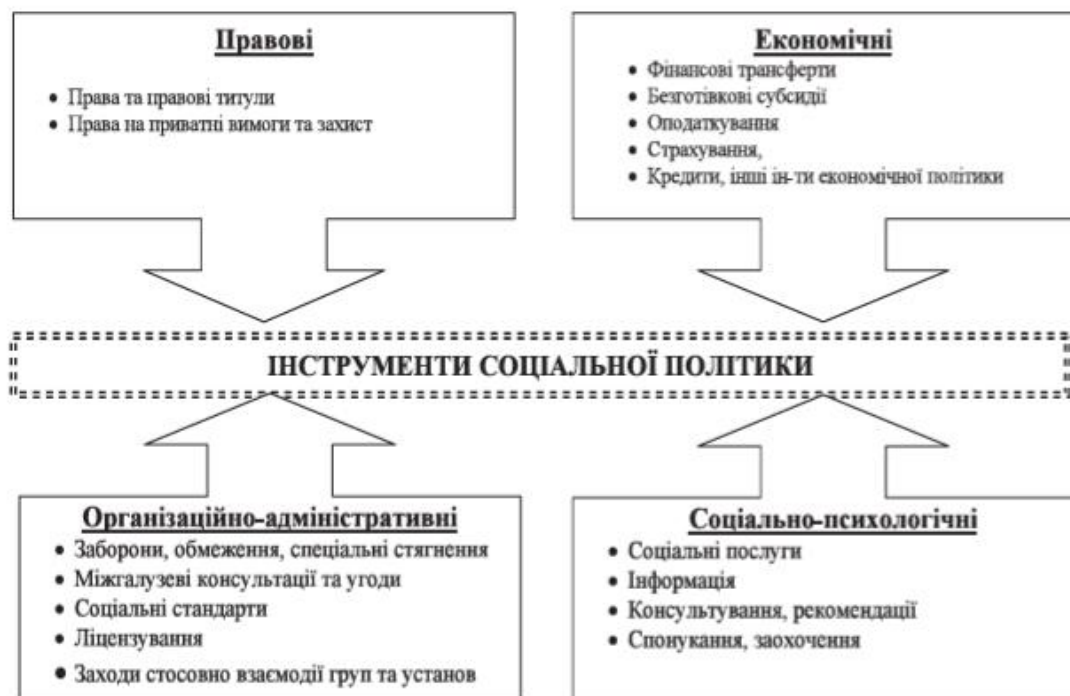 Правові
• Права та правові титули
• Права на приватні вимоги та захист
Економічні
• Фінансові трансферти
• Безготівкові субсидії
• Оподаткування
• Страхування,
• Кредити, інші ін-ти економічної політики
ІНСТРУМЕНТИ СОЦІАЛЬНОЇ ПОЛІТИКИ
Організаційно-адміністративні
• Заборони, обмеження, спеціальні стягнення
• Міжгалузеві консультації та угоди
• Соціальні стандарти
• Ліцензування
• Заходи стосовно взаємодії груп та установ
Соціально-психологічні
• Соціальні послуги
• Інформація
• Консультування, рекомендації
• Спонукання, заохочення